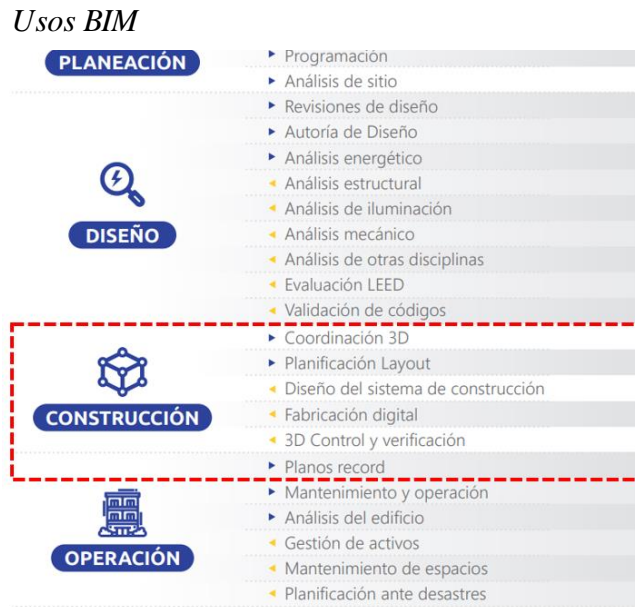 Usos BIM
PLANEACIÓN
Programación
Análisis de sitio
Revisiones de diseño
Autoría de Diseño
Análisis energético
Análisis estructural
Análisis de iluminación
DISEÑO
Análisis mecánico
Análisis de otras disciplinas
Evaluación LEED
Validación de códigos
Coordinación 3D
Planificación Layout
Diseño del sistema de construcción
CONSTRUCCIÓN
Fabricación digital
3D Control y verificación
Planos record
Mantenimiento y operación
Análisis del edificio
Gestión de activos
OPERACIÓN
Mantenimiento de espacios
Planificación ante desastres